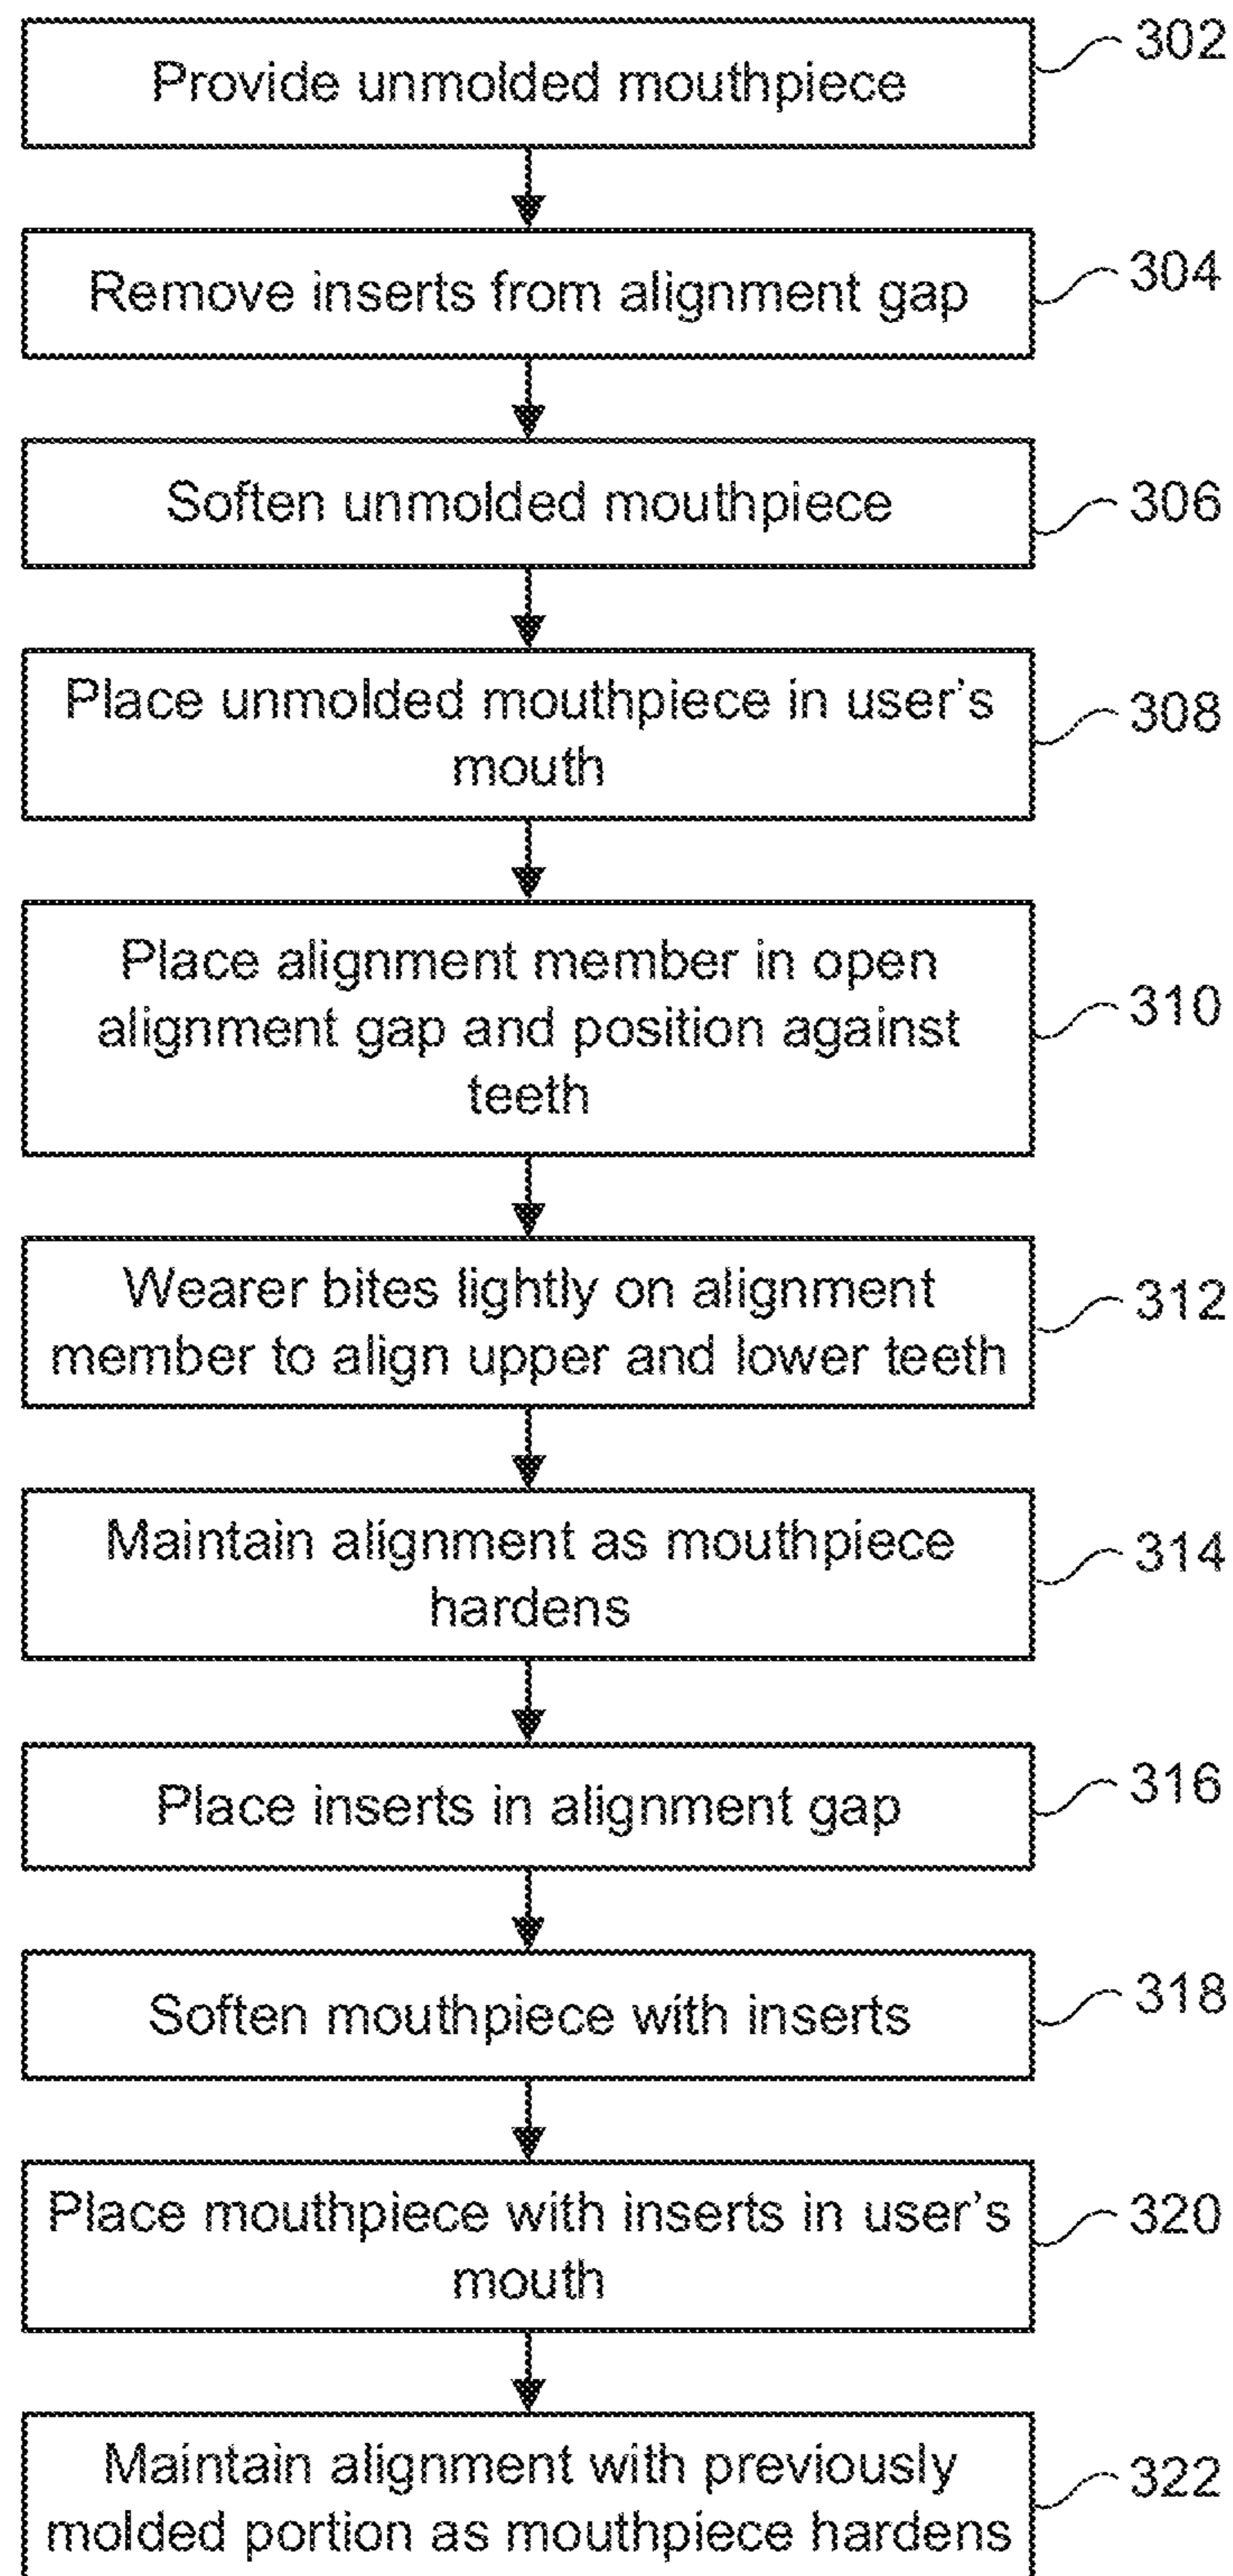 Provide unmolded mouthpiece
302
Remove inserts from alignment gap
304
Soften unmolded mouthpiece
306
Place unmolded mouthpiece in user's
mouth
308
Place alignment member in open
alignment gap and position against
teeth
310
Wearer bites lightly on alignment
member to align upper and lower teeth
312
Maintain alignment as mouthpiece
hardens
314
Place inserts in alignment gap
316
Soften mouthpiece with inserts
318
Place mouthpiece with inserts in user's
mouth
320
Maintain alignment with previously
molded portion as mouthpiece hardens
322